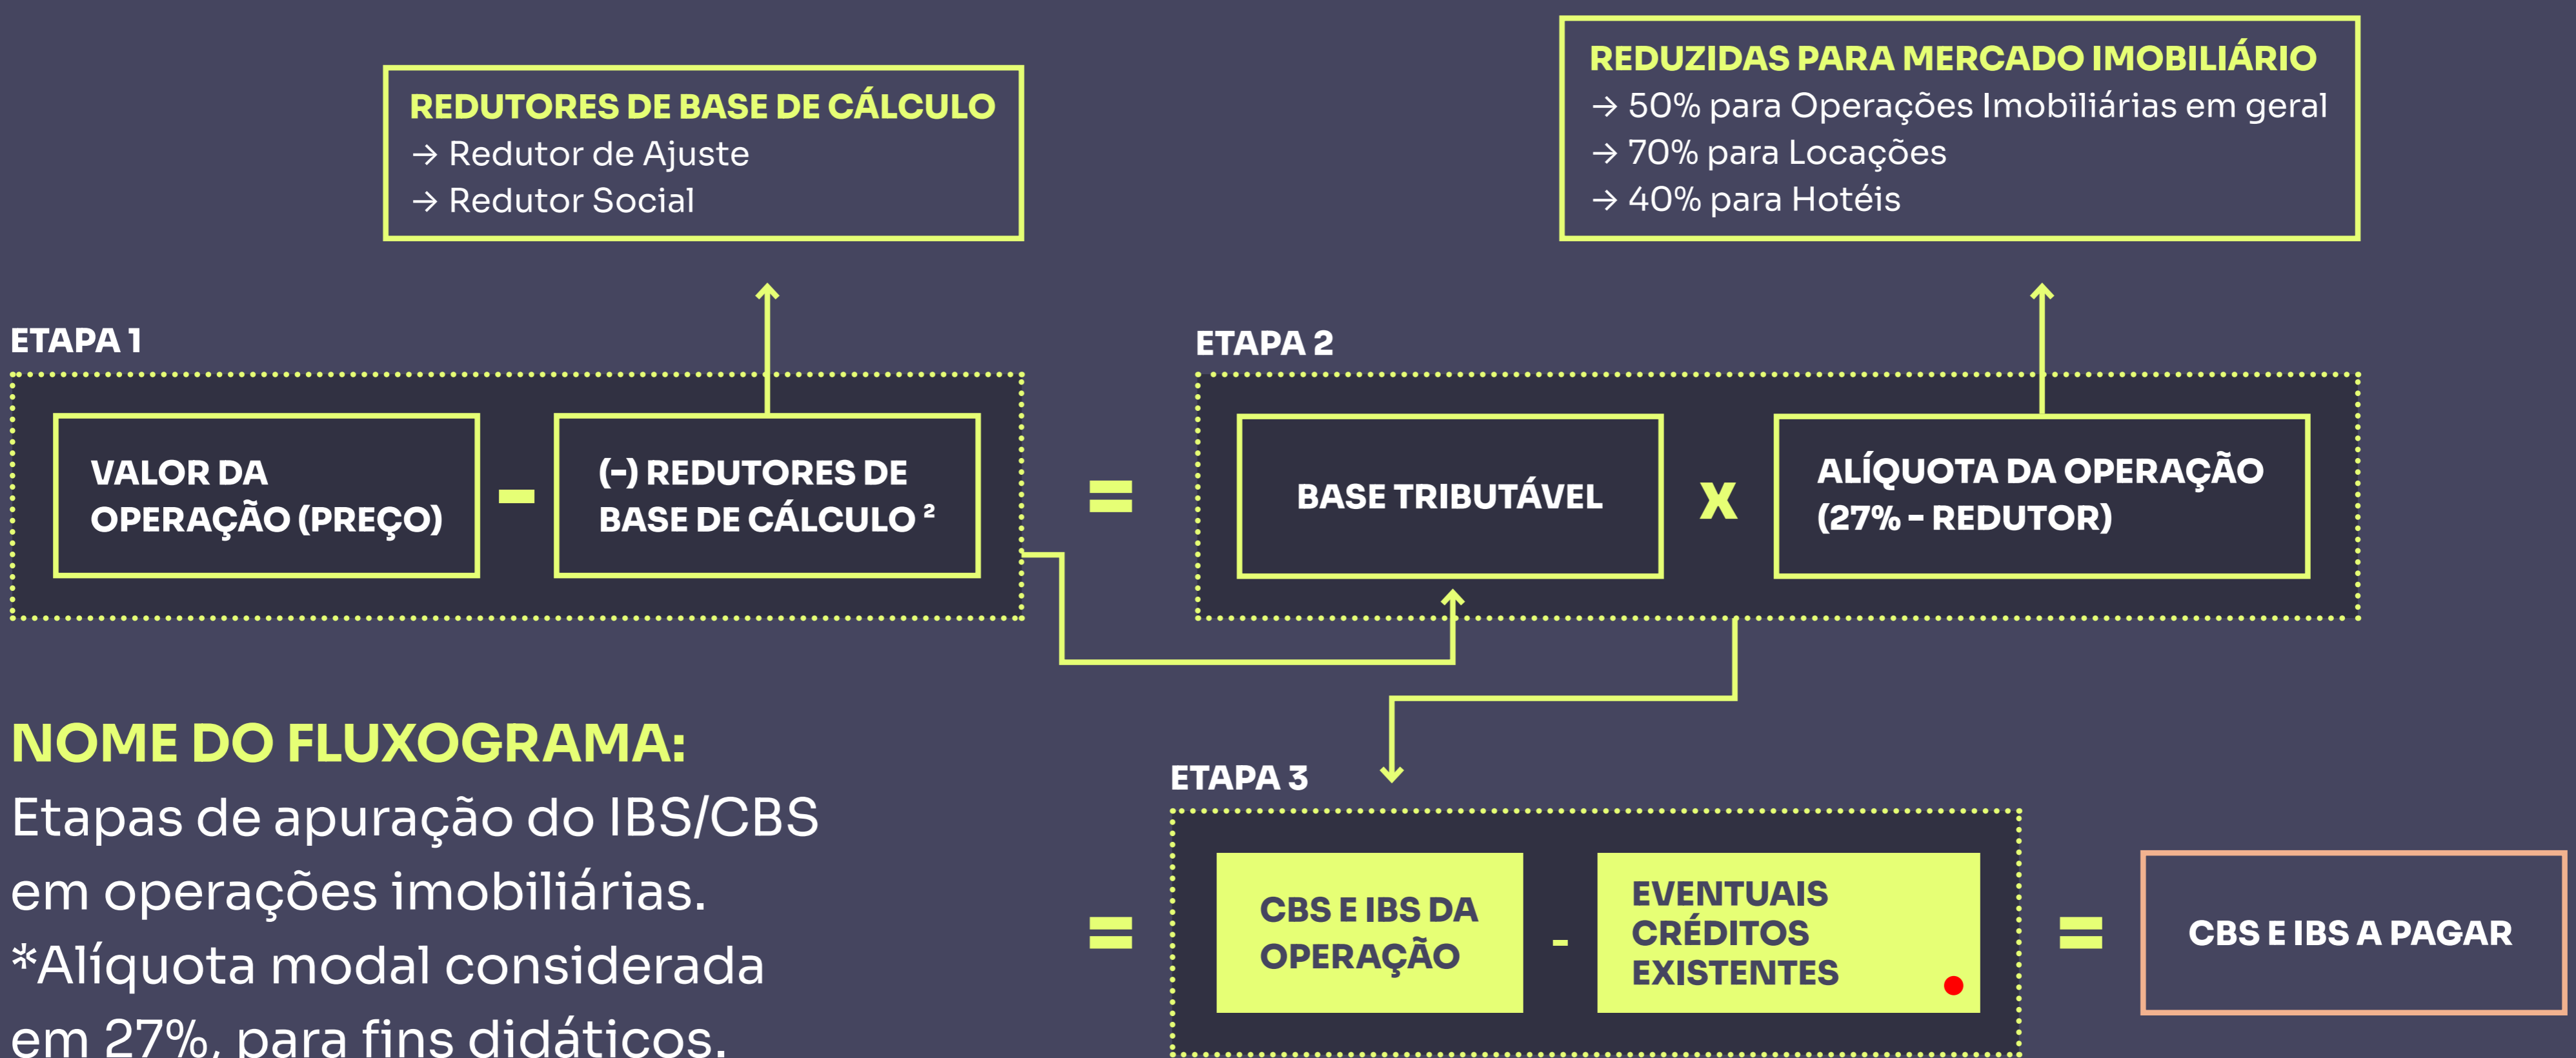 REDUTORES DE BASE DE CÁLCULO
→ Redutor de Ajuste
→ Redutor Social
REDUZIDAS PARA MERCADO IMOBILIÁRIO
→ 50% para Operações Imobiliárias em geral
→ 70% para Locações
→ 40% para Hotéis
ETAPA 1
VALOR DA
OPERAÇÃO (PREÇO)
-
(-) REDUTORES DE
BASE DE CÁLCULO ²
=
ETAPA 2
BASE TRIBUTÁVEL
X
ALÍQUOTA DA OPERAÇÃO
(27% - REDUTOR)
NOME DO FLUXOGRAMA:
Etapas de apuração do IBS/CBS
em operações imobiliárias.
*Alíquota modal considerada
em 27%, para fins didáticos.
=
ETAPA 3
CBS E IBS DA
OPERAÇÃO
-
EVENTUAIS
CRÉDITOS
EXISTENTES
=
CBS E IBS A PAGAR